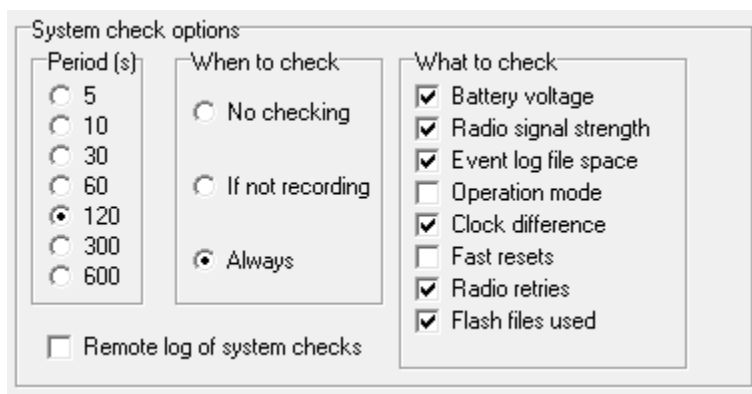 System check options
Period (s)
5
10
30
60
120
300
600
When to check
No checking
If not recording
Always
What to check
Battery voltage
Radio signal strength
Event log file space
Operation mode
Clock difference
Fast resets
Radio retries
Flash files used
Remote log of system checks